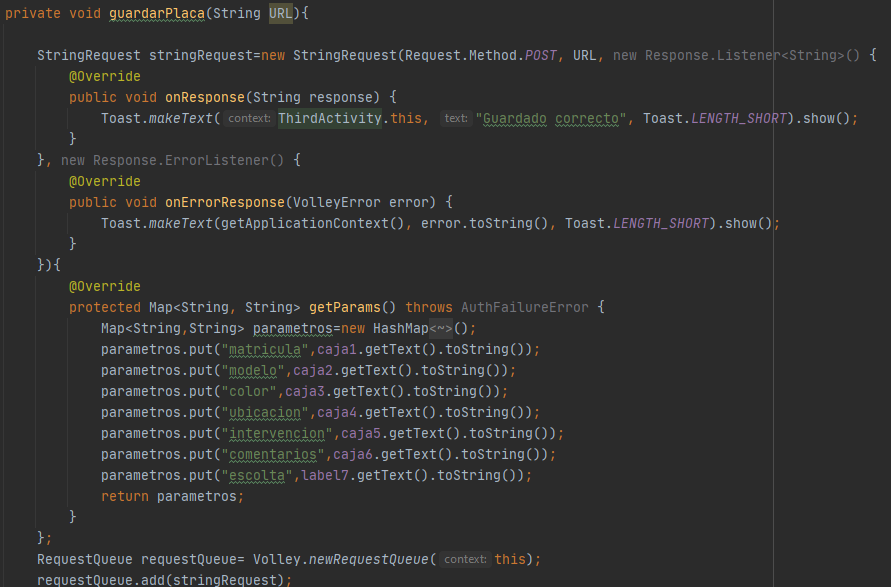 private void guardarPlaca(String URL){
StringRequest stringRequest=new StringRequest(Request.Method.POST, URL, new Response.Listener<String>() {
@Override
public void onResponse(String response) {
Toast.makeText( context: ThirdActivity.this, text: "Guardado correcto", Toast.LENGTH_SHORT).show();
}
}, new Response.ErrorListener() {
@Override
public void onErrorResponse(VolleyError error) {
Toast.makeText(getApplicationContext(), error.toString(), Toast.LENGTH_SHORT).show();
}
}){
@Override
protected Map<String, String> getParams() throws AuthFailureError {
Map<String,String> parametros=new HashMap<~>();
parametros.put("matricula",caja1.getText().toString());
parametros.put("modelo",caja2.getText().toString());
parametros.put("color",caja3.getText().toString());
parametros.put("ubicacion",caja4.getText().toString());
parametros.put("intervencion",caja5.getText().toString());
parametros.put("comentarios",caja6.getText().toString());
parametros.put("escolta",label7.getText().toString());
return parametros;
}
};
RequestQueue requestQueue= Volley.newRequestQueue( context: this);
requestQueue.add(stringRequest);